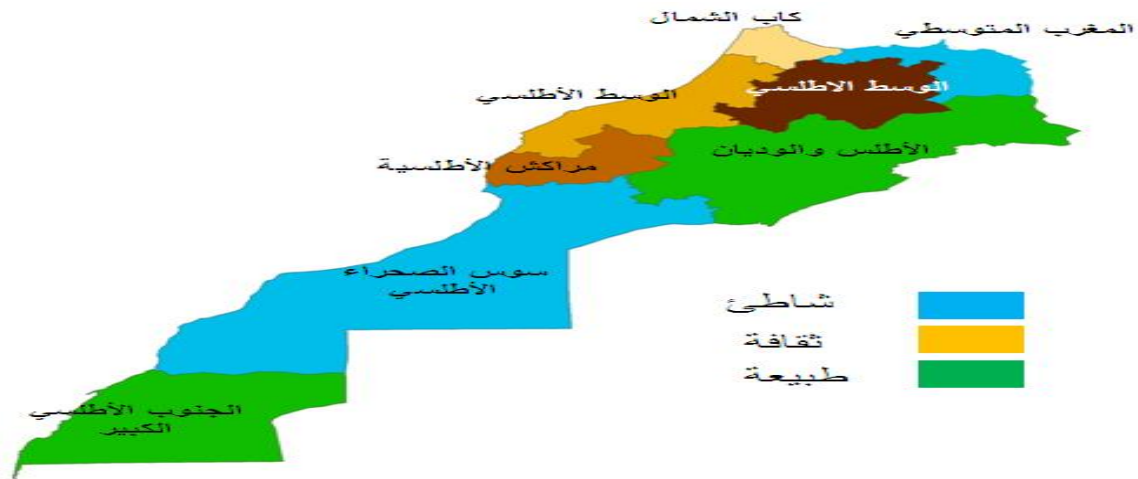 كاب الشمال
المغرب المتوسطي
الوسط الأطلسي
الوسط الاطلسي
الأطلس والوديان
مراكش الأطلسية
سوس الصحراء
الأطلسي
شاطئ
ثقافة
طبيعة
الجنوب الأطلسي
الكبير